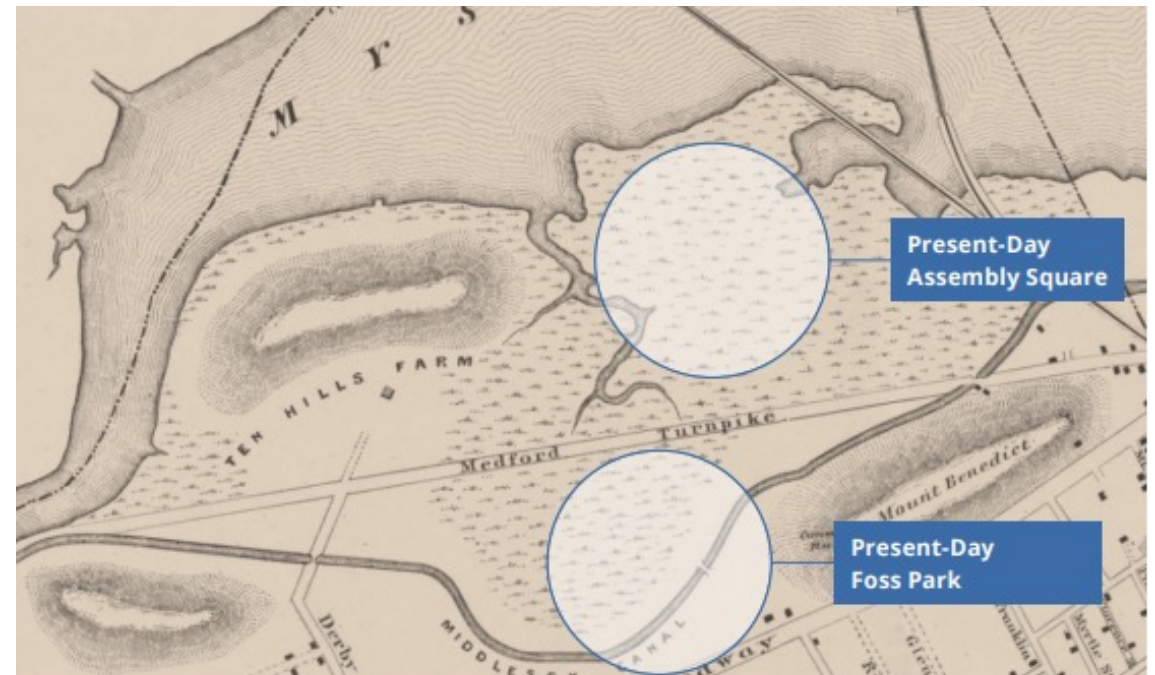 M Y S
Present-Day
Assembly Square
TEN HILLS FARM
Medford Turnpike
Mount Benedict
Present-Day
Foss Park
MIDDLESE
CANAL
dway
Derby
Glen
Franklin
Myrtle S